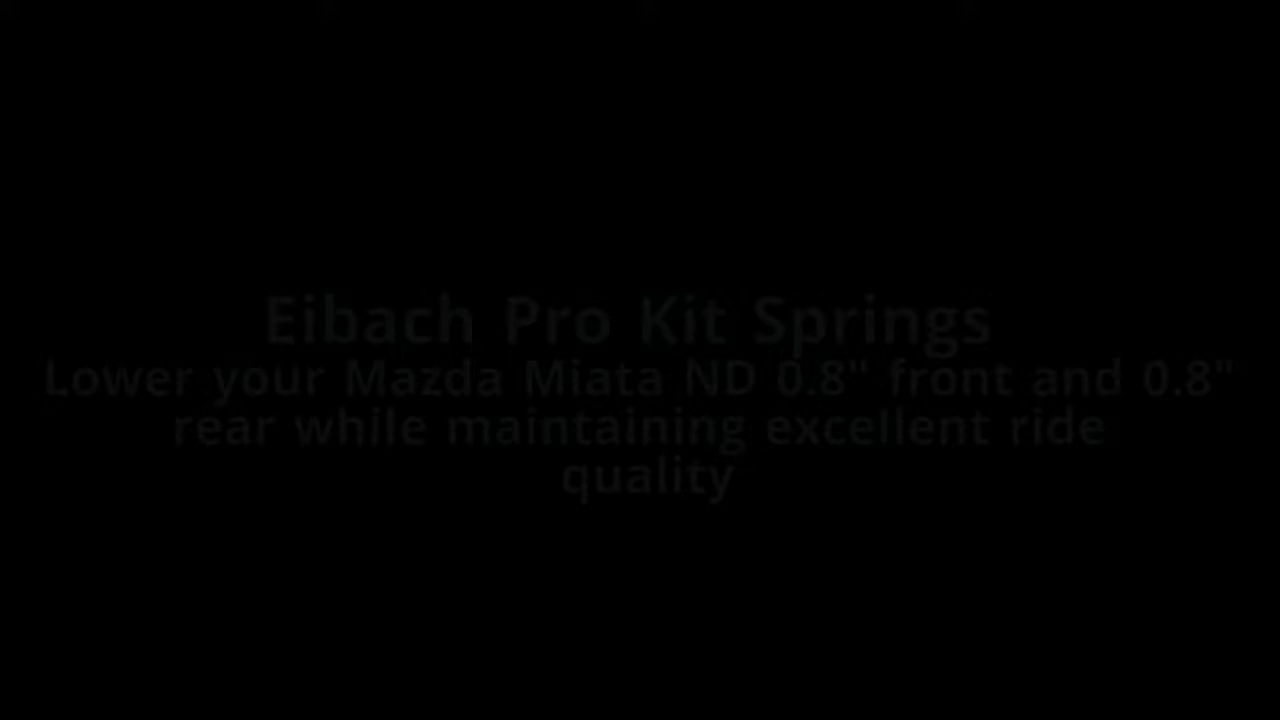 Eibach Pro Kit Springs
Lower your Mazda Miata ND 0.8" front and 0.8"
rear while maintaining excellent ride
quality